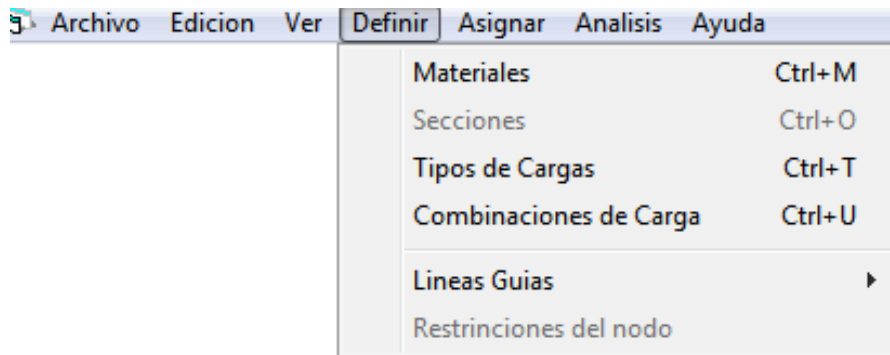 Archivo Edicion Ver Definir Asignar Analisis Ayuda
Materiales Ctrl+M
Secciones Ctrl+O
Tipos de Cargas Ctrl+T
Combinaciones de Carga Ctrl+U
Lineas Guias
Restrinciones del nodo